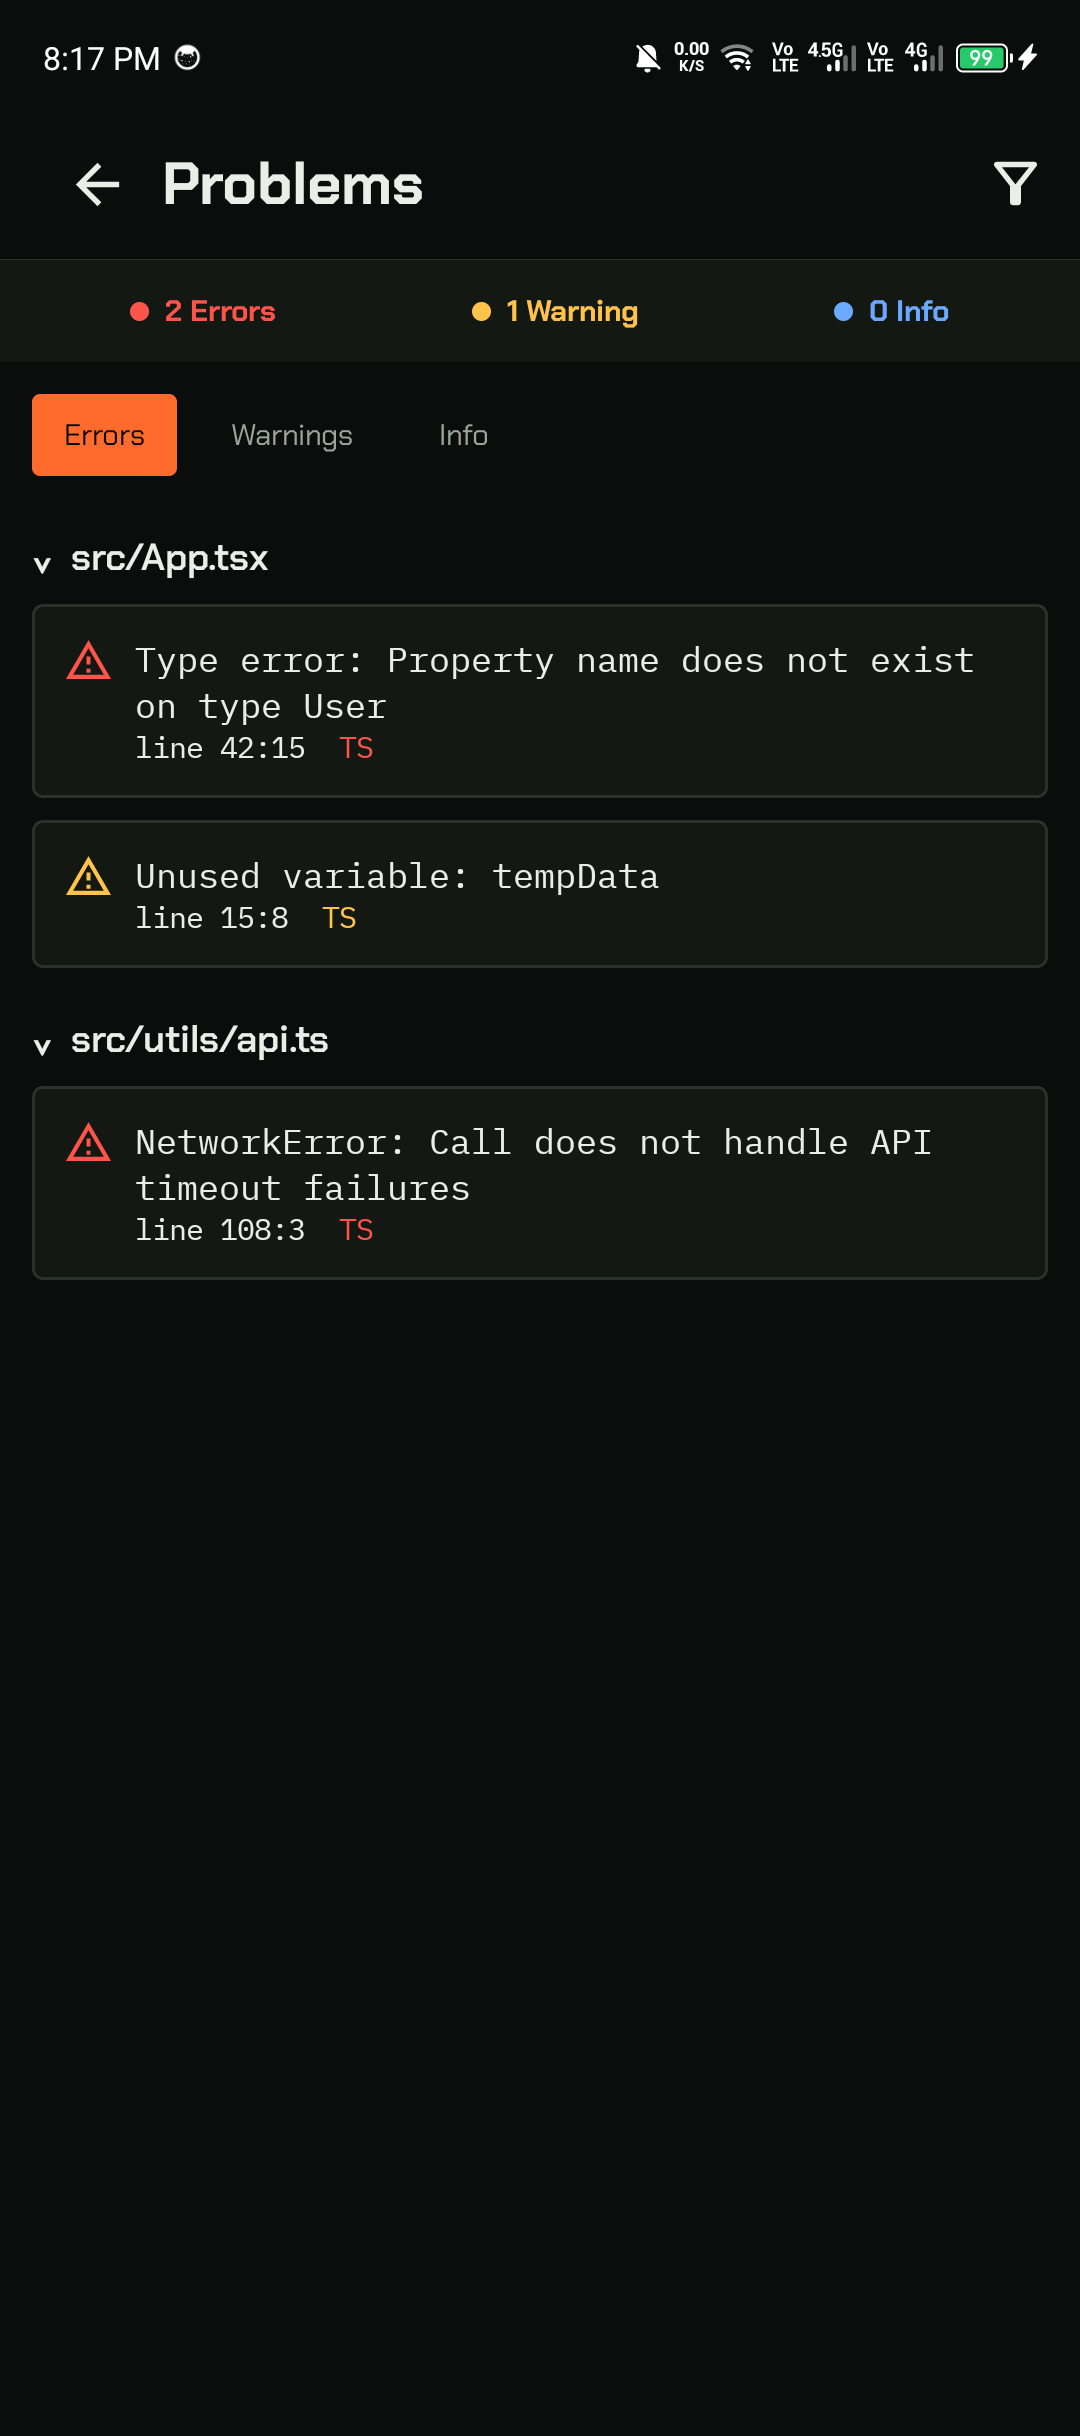 8:17 PM
0.00 K/S
Vo LTE 4.5G
Vo LTE 4G
99
Problems
2 Errors
1 Warning
0 Info
Errors
Warnings
Info
src/App.tsx
Type error: Property name does not exist
on type User
line 42:15 TS
Unused variable: tempData
line 15:8 TS
src/utils/api.ts
NetworkError: Call does not handle API
timeout failures
line 108:3 TS